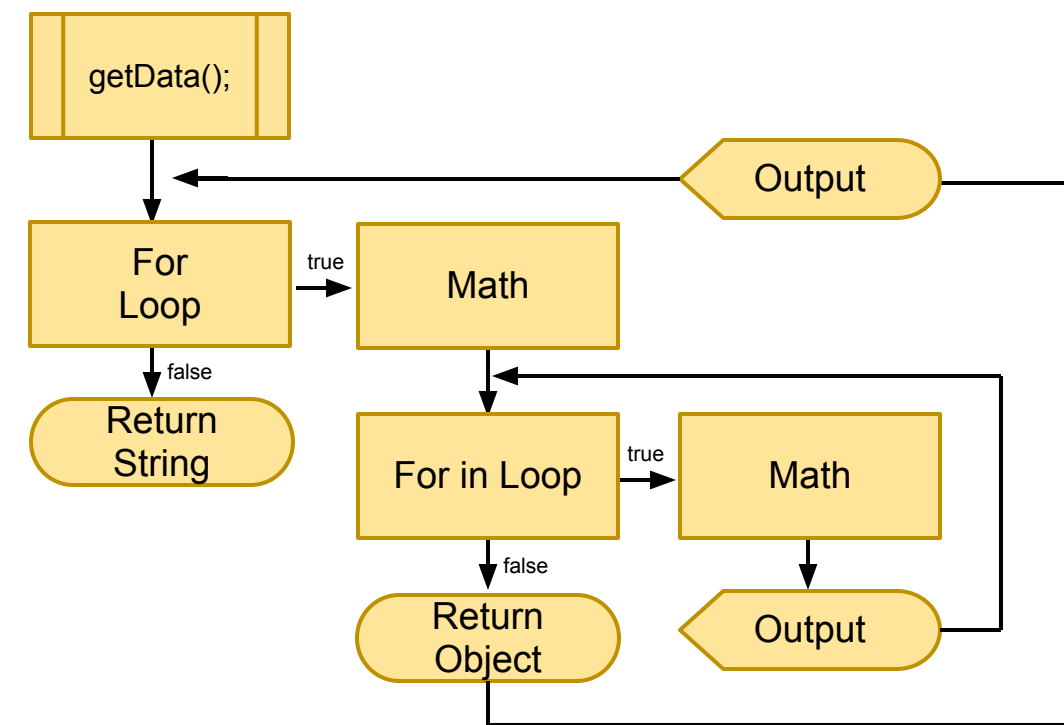 getData();
Output
For
Loop
true
Math
false
Return
String
For in Loop
true
Math
false
Return
Object
Output